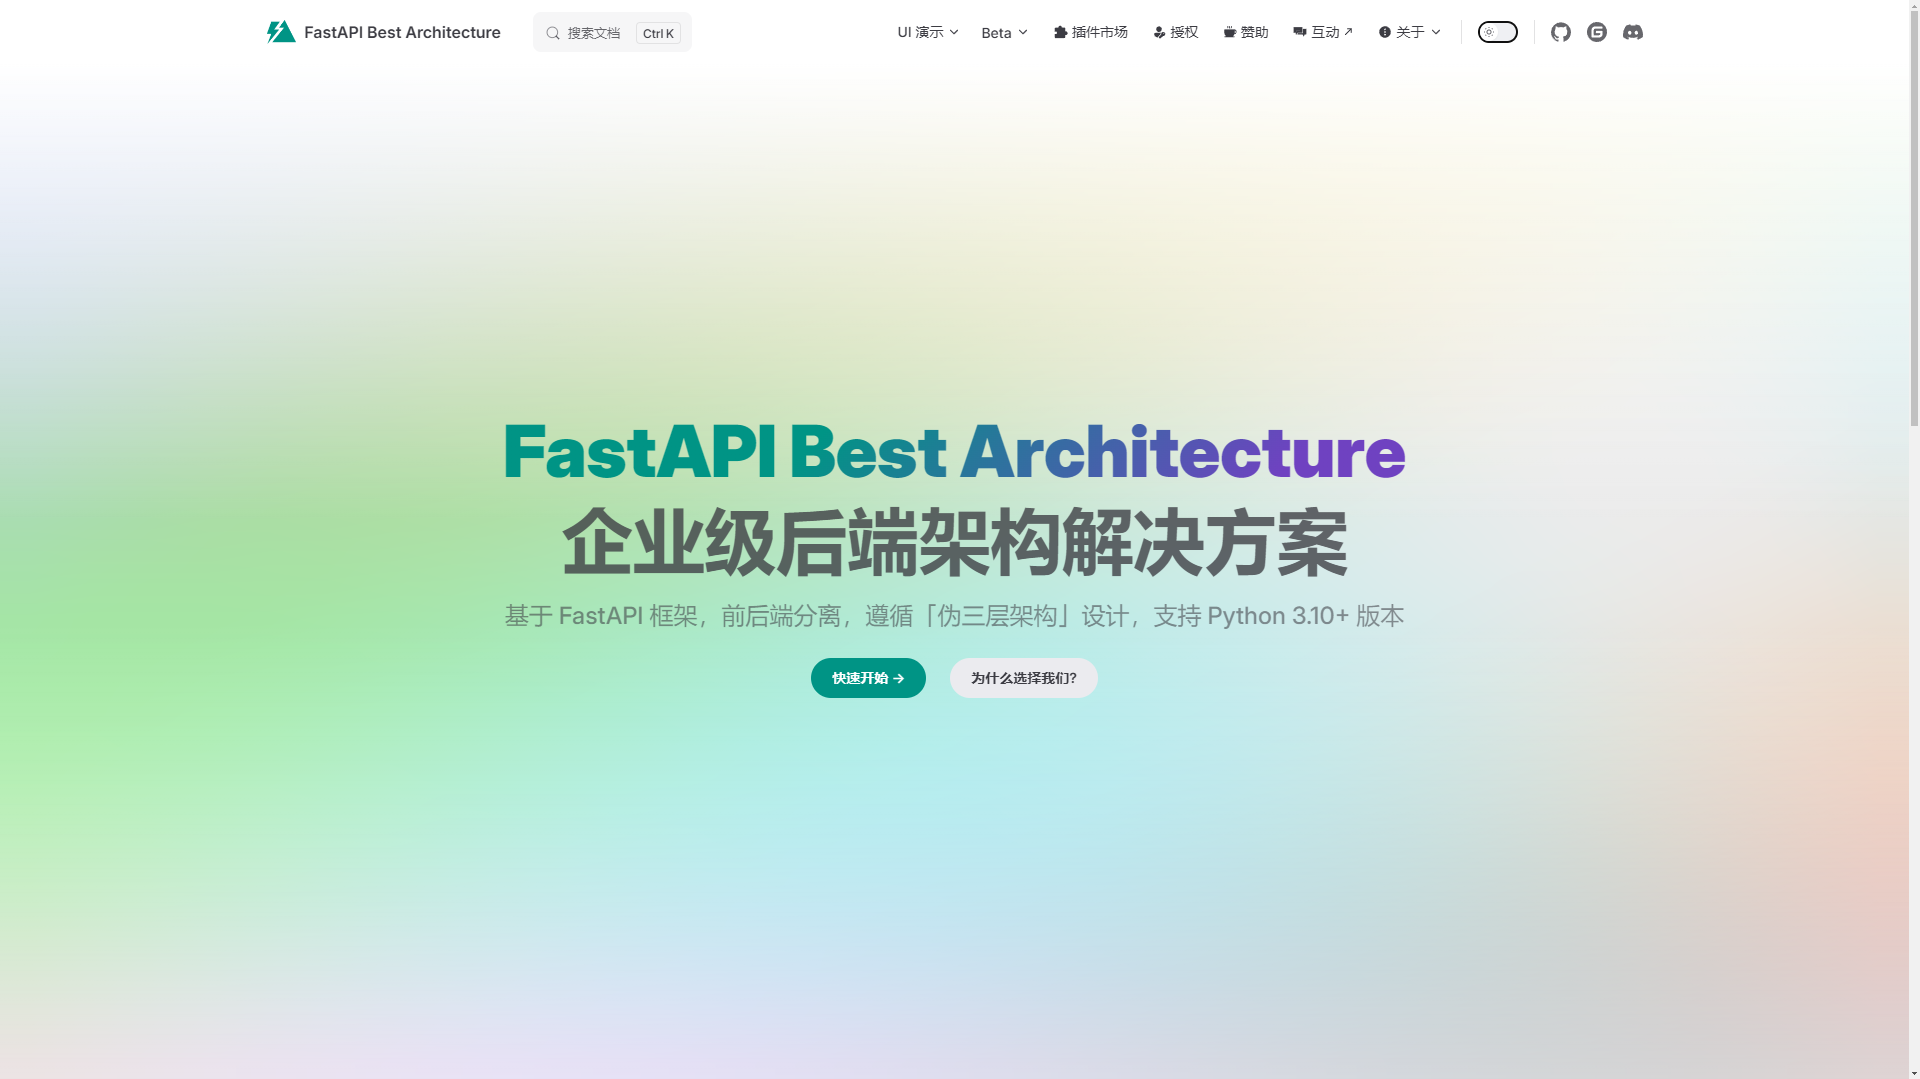 FastAPI Best Architecture
搜索文档 Ctrl K
UI 演示
Beta
插件市场
授权
赞助
互动
关于
FastAPI Best Architecture
企业级后端架构解决方案
基于 FastAPI 框架，前后端分离，遵循「伪三层架构」设计，支持 Python 3.10+ 版本
快速开始 →
为什么选择我们?